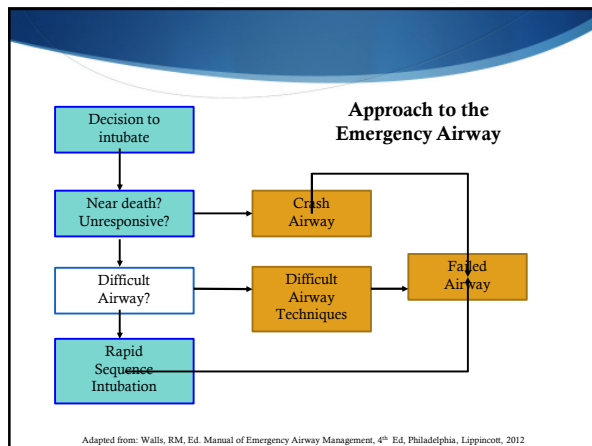 Approach to the
Emergency Airway
Decision to
intubate
Near death?
Unresponsive?
Crash
Airway
Difficult
Airway?
Difficult
Airway
Techniques
Failed
Airway
Rapid
Sequence
Intubation
Adapted from: Walls, RM, Ed. Manual of Emergency Airway Management, 4th Ed, Philadelphia, Lippincott, 2012